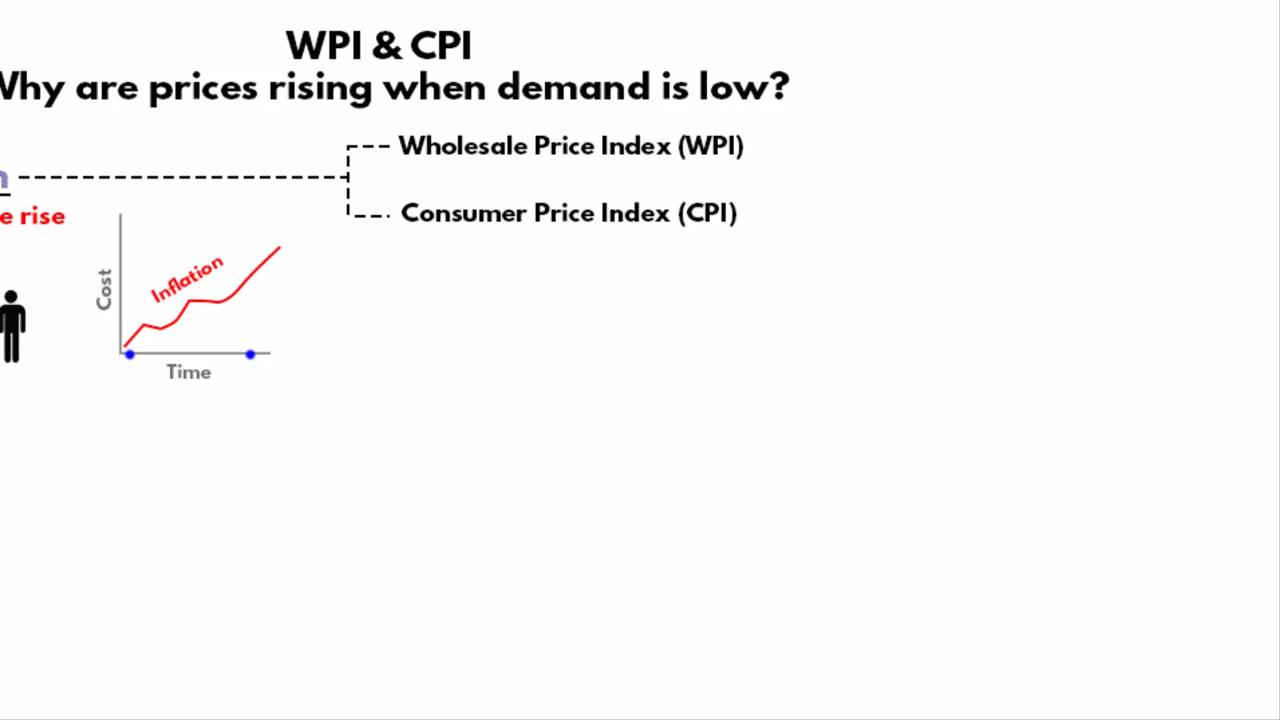 WPI & CPI
Why are prices rising when demand is low?
Wholesale Price Index (WPI)
rise
Consumer Price Index (CPI)
Inflation
Cost
Time